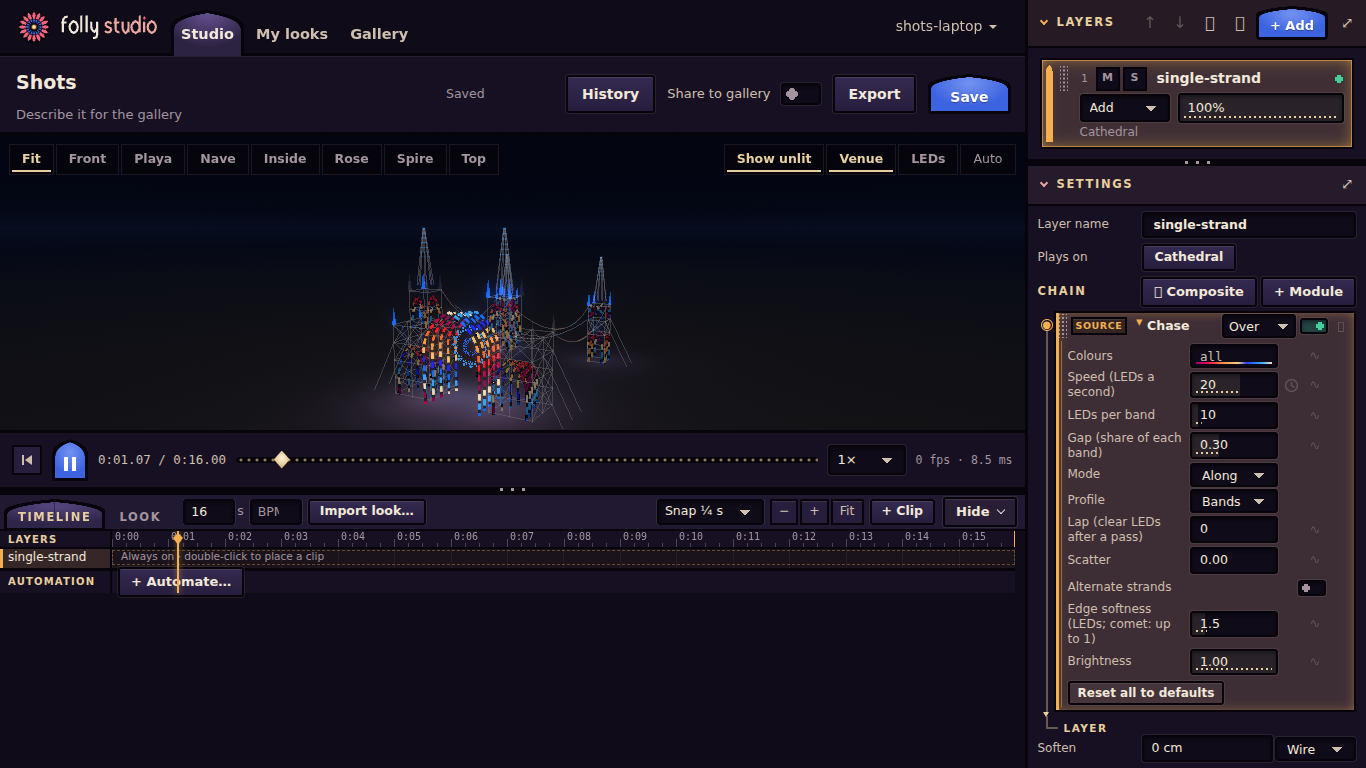 folly studio
Studio
My looks
Gallery
shots-laptop
Shots
Describe it for the gallery
Saved
History
Share to gallery
Export
Save
Fit
Front
Playa
Nave
Inside
Rose
Spire
Top
Show unlit
Venue
LEDs
Auto
0:01.07 / 0:16.00
1×
0 fps · 8.5 ms
TIMELINE
LOOK
16
s
BPM
Import look…
Snap ¼ s
−
+
Fit
+ Clip
Hide
LAYERS
0:00
0:01
0:02
0:03
0:04
0:05
0:06
0:07
0:08
0:09
0:10
0:11
0:12
0:13
0:14
0:15
single-strand
Always on · double-click to place a clip
AUTOMATION
+ Automate…
LAYERS
↑
↓
+ Add
1
M
S
single-strand
Add
100%
Cathedral
SETTINGS
Layer name
single-strand
Plays on
Cathedral
CHAIN
Composite
+ Module
SOURCE
Chase
Over
Colours
all
Speed (LEDs a
second)
20
LEDs per band
10
Gap (share of each
band)
0.30
Mode
Along
Profile
Bands
Lap (clear LEDs
after a pass)
0
Scatter
0.00
Alternate strands
Edge softness
(LEDs; comet: up
to 1)
1.5
Brightness
1.00
Reset all to defaults
LAYER
Soften
0 cm
Wire